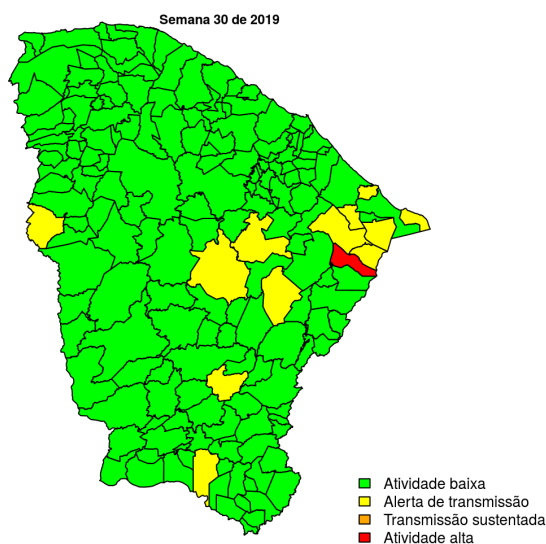 Semana 30 de 2019
Atividade baixa
Alerta de transmissão
Transmissão sustentada
Atividade alta